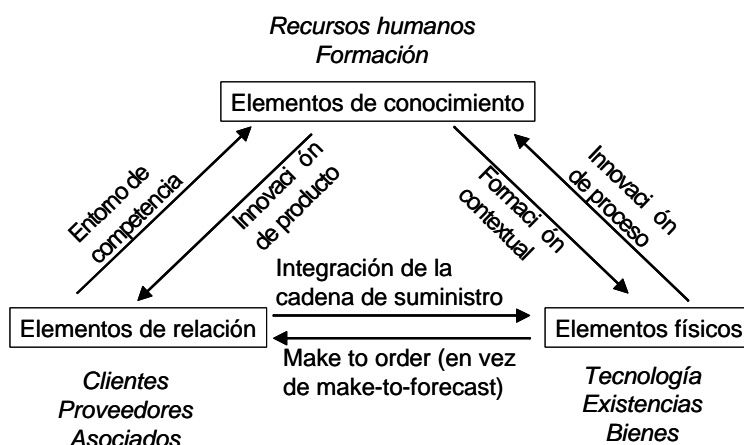 Recursos humanos
Formación
Elementos de conocimiento
Entorno de
competencia
Innovaci ón
de producto
Formaci ón
contextual
Innovaci ón
de proceso
Integración de la
cadena de suministro
Elementos de relación
Elementos físicos
Make to order (en vez
de make-to-forecast)
Clientes
Proveedores
Asociados
Tecnología
Existencias
Bienes